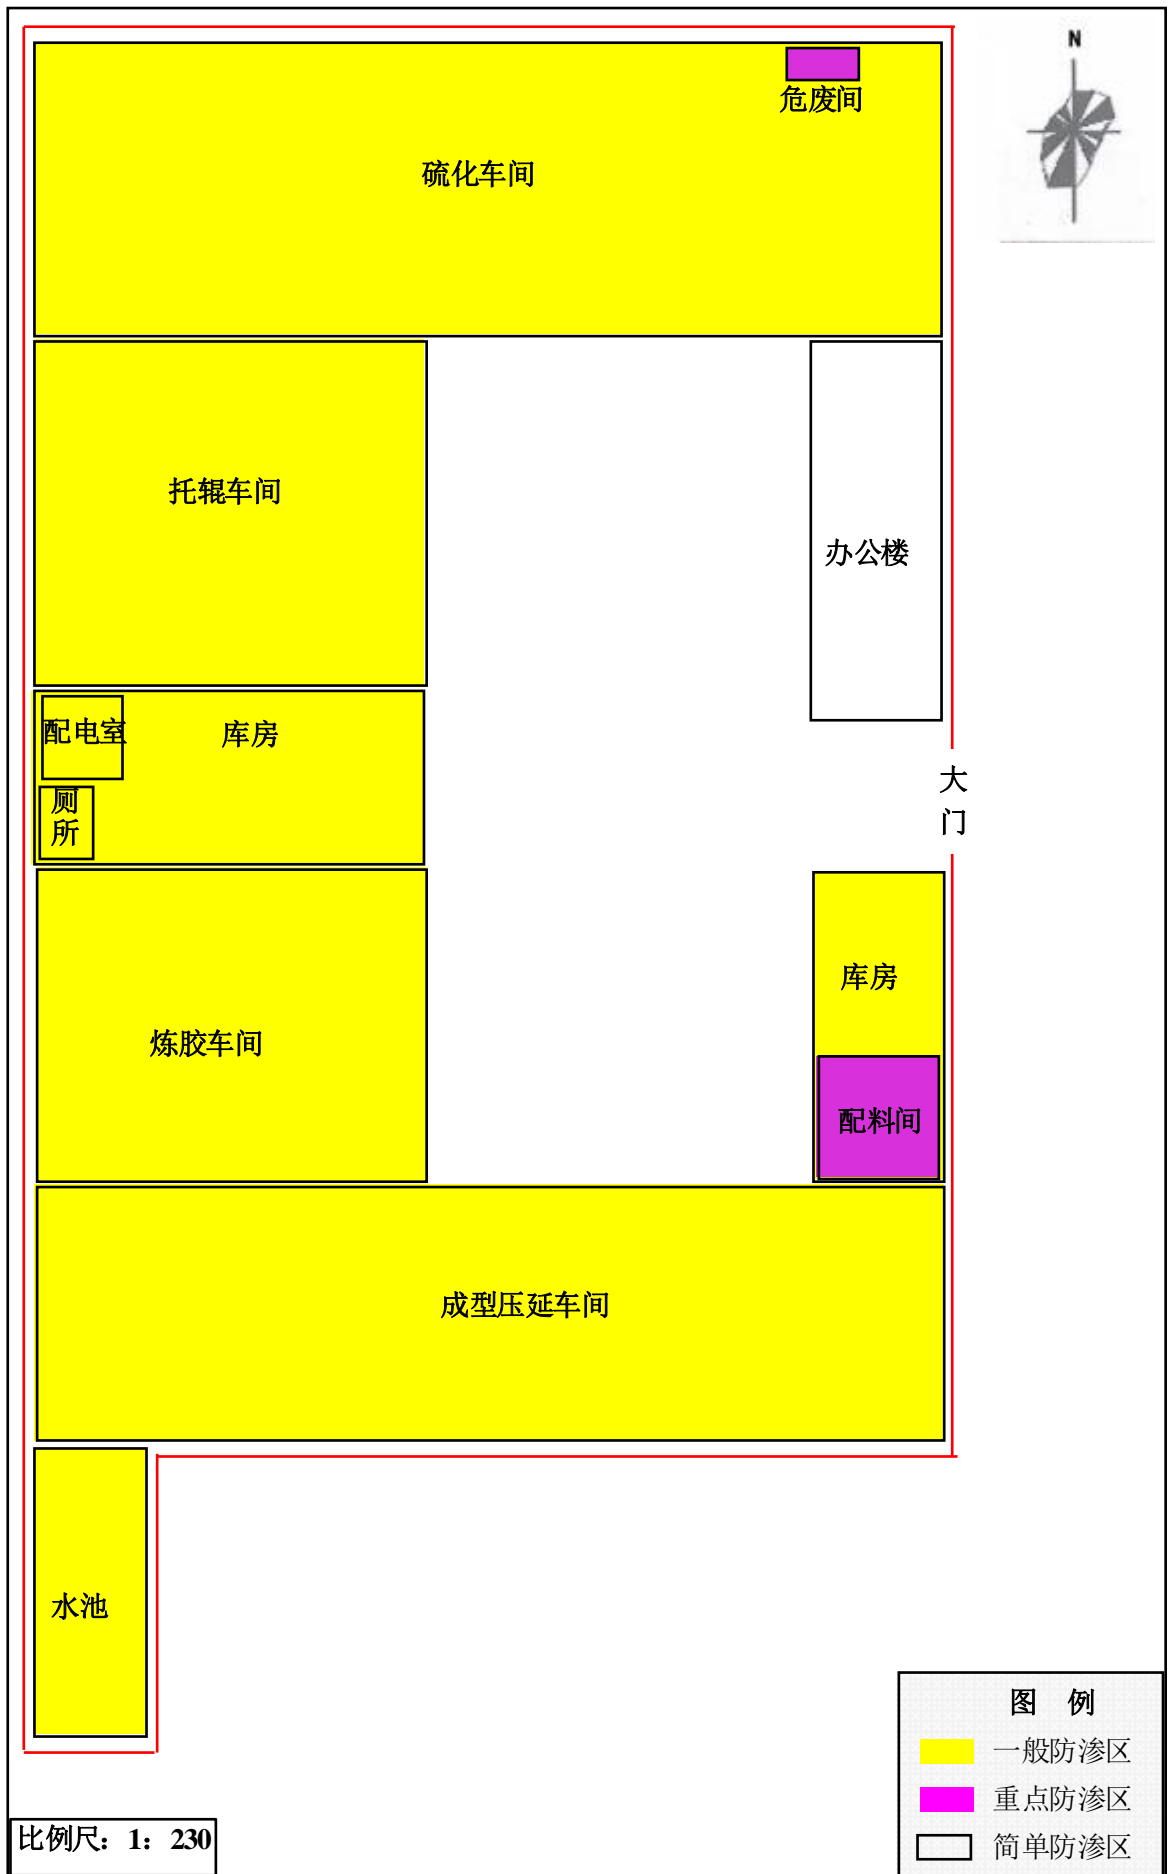 N
危废间
硫化车间
托辊车间
办公楼
配电室
库房
大
门
厕
所
库房
炼胶车间
配料间
成型压延车间
水池
图 例
一般防渗区
重点防渗区
简单防渗区
比例尺：1：230